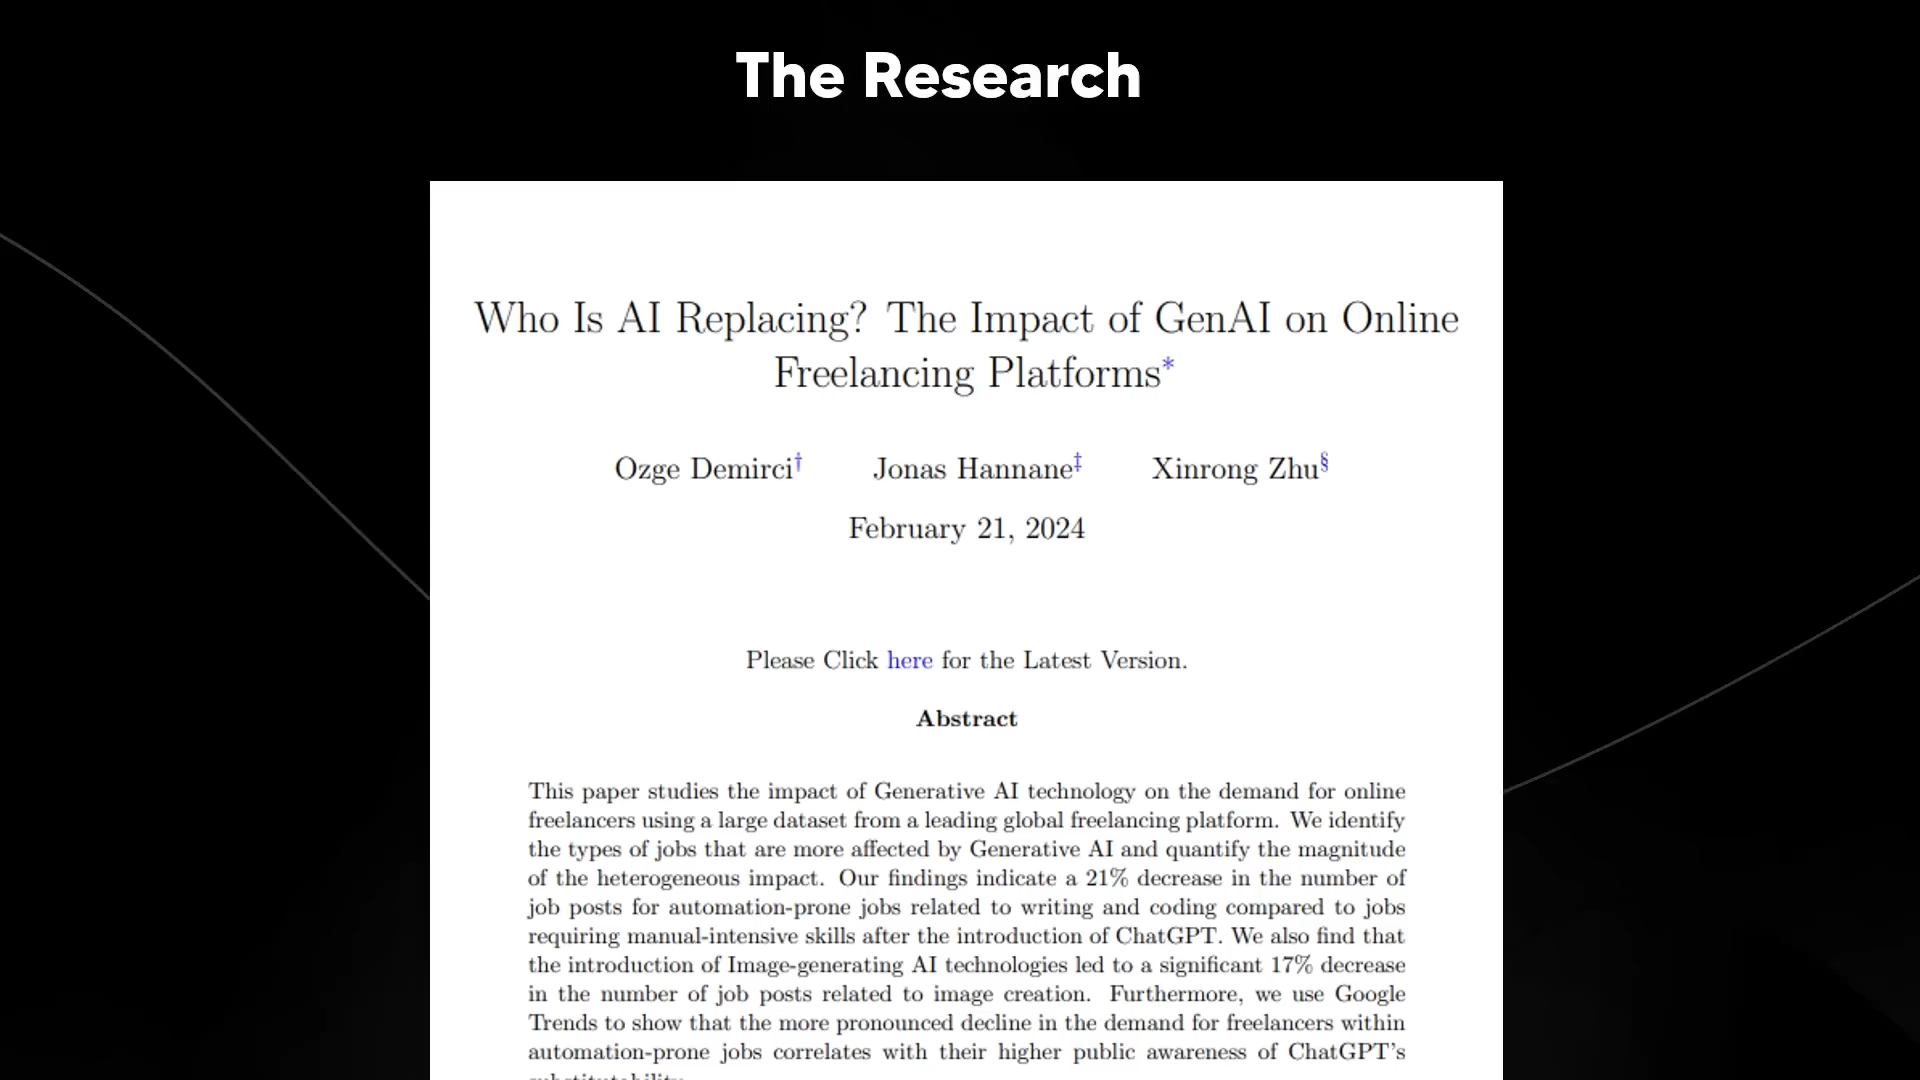 The Research
Who Is AI Replacing? The Impact of GenAI on Online
Freelancing Platforms*
Ozge Demirci† Jonas Hannane‡ Xinrong Zhu§
February 21, 2024
Please Click here for the Latest Version.
Abstract
This paper studies the impact of Generative AI technology on the demand for online
freelancers using a large dataset from a leading global freelancing platform. We identify
the types of jobs that are more affected by Generative AI and quantify the magnitude
of the heterogeneous impact. Our findings indicate a 21% decrease in the number of
job posts for automation-prone jobs related to writing and coding compared to jobs
requiring manual-intensive skills after the introduction of ChatGPT. We also find that
the introduction of Image-generating AI technologies led to a significant 17% decrease
in the number of job posts related to image creation. Furthermore, we use Google
Trends to show that the more pronounced decline in the demand for freelancers within
automation-prone jobs correlates with their higher public awareness of ChatGPT's